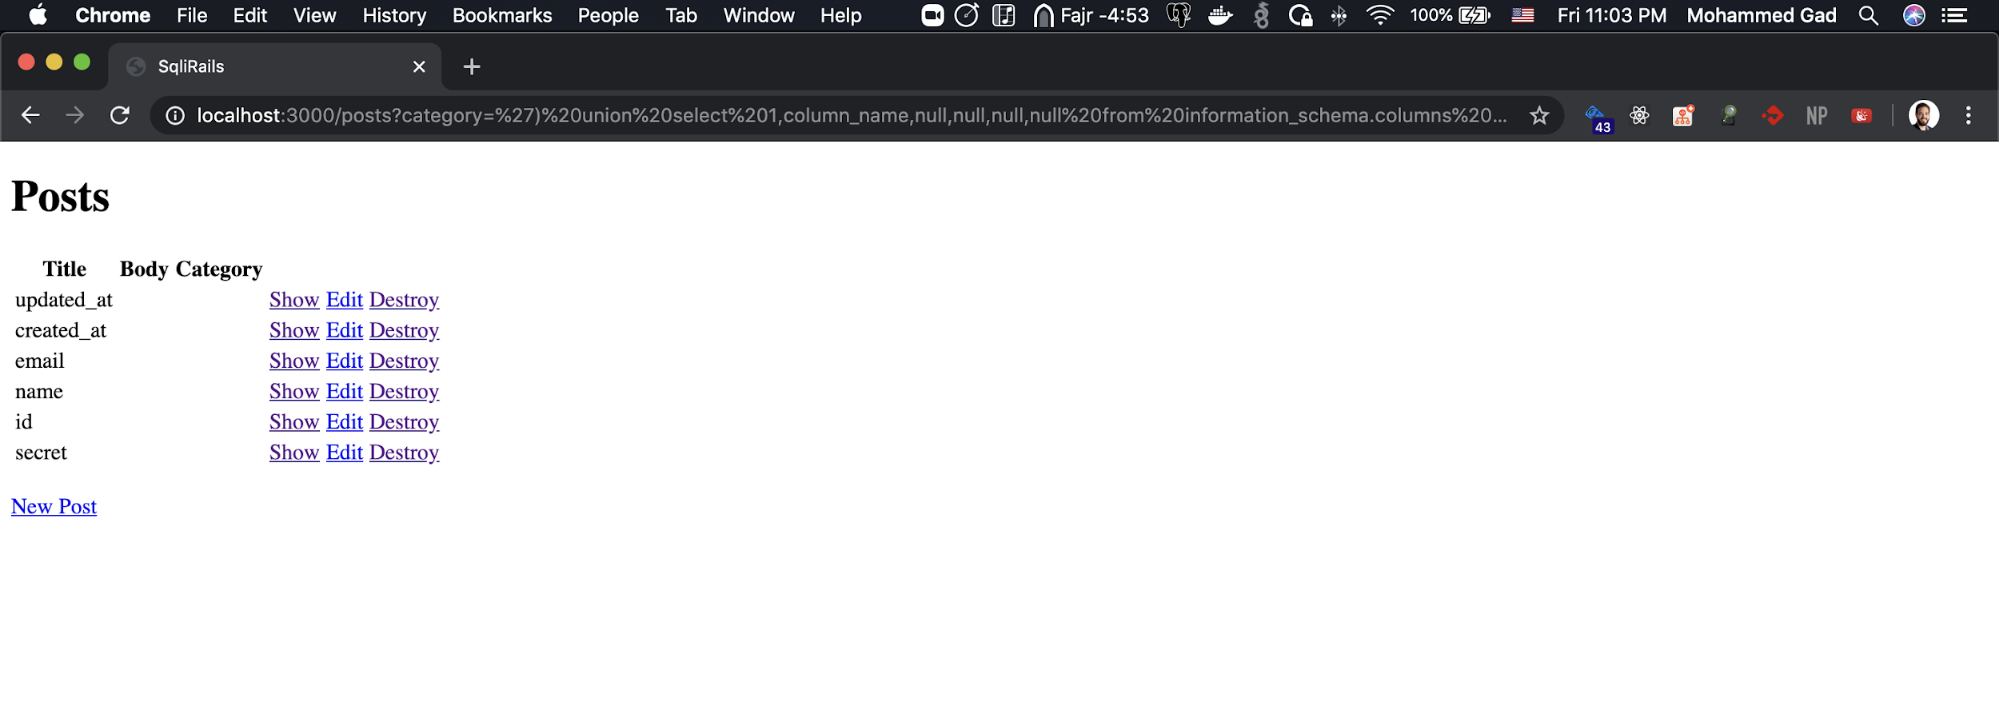 Chrome File Edit View History Bookmarks People Tab Window Help Fajr -4:53 100% Fri 11:03 PM Mohammed Gad
SqliRails
localhost:3000/posts?category=%27)%20union%20select%201,column_name,null,null,null,null%20from%20information_schema.columns%20... 43 NP
Posts
Title Body Category
updated_at Show Edit Destroy
created_at Show Edit Destroy
email Show Edit Destroy
name Show Edit Destroy
id Show Edit Destroy
secret Show Edit Destroy
New Post